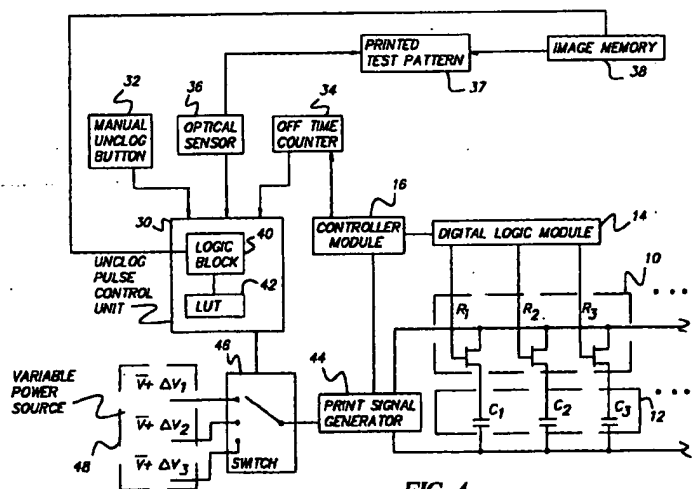 32
MANUAL
UNCLOG
BUTTON
36
OPTICAL
SENSOR
34
OFF TIME
COUNTER
PRINTED
TEST PATTERN
37
IMAGE MEMORY
38
30
LOGIC
BLOCK
40
LUT
42
UNCLOG
PULSE
CONTROL
UNIT
16
CONTROLLER
MODULE
DIGITAL LOGIC MODULE
14
10
R1
R2
R3
C1
C2
C3
12
44
PRINT SIGNAL
GENERATOR
46
SWITCH
VARIABLE
POWER
SOURCE
48
V̅+ ΔV1
V̅+ ΔV2
V̅+ ΔV3